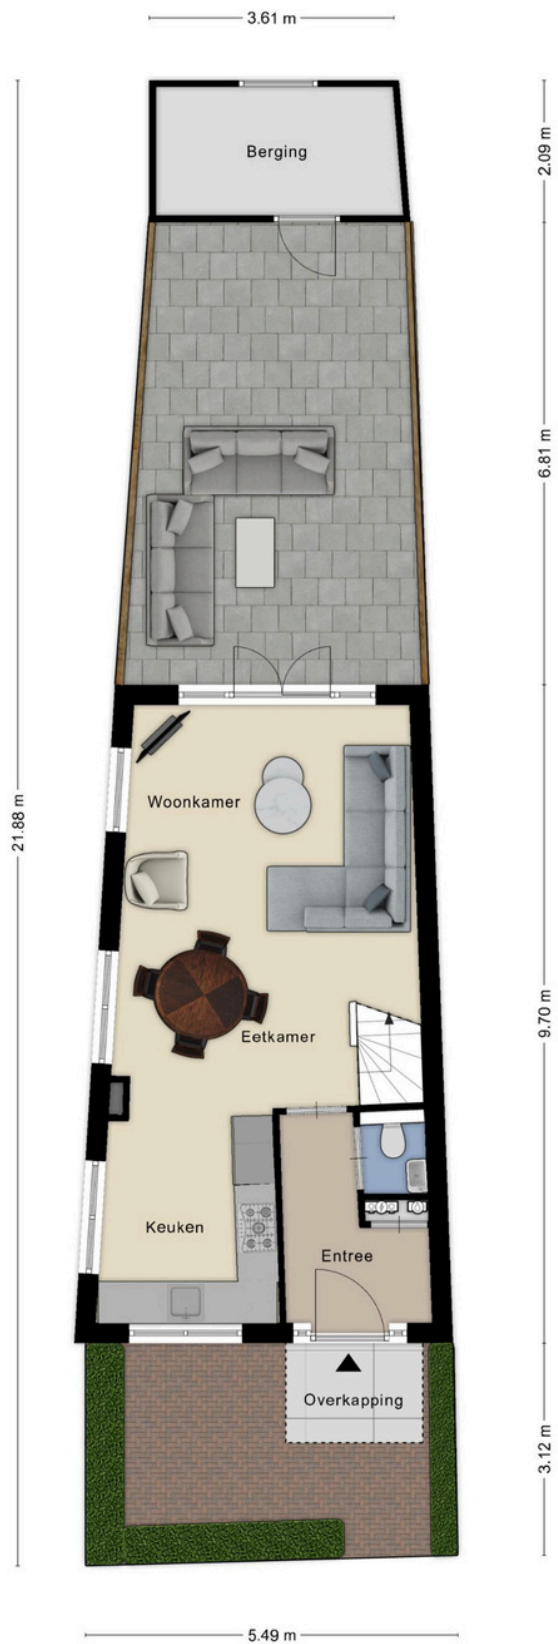 3.61 m
Berging
2.09 m
6.81 m
21.88 m
Woonkamer
Eetkamer
9.70 m
Keuken
Entree
Overkapping
3.12 m
5.49 m